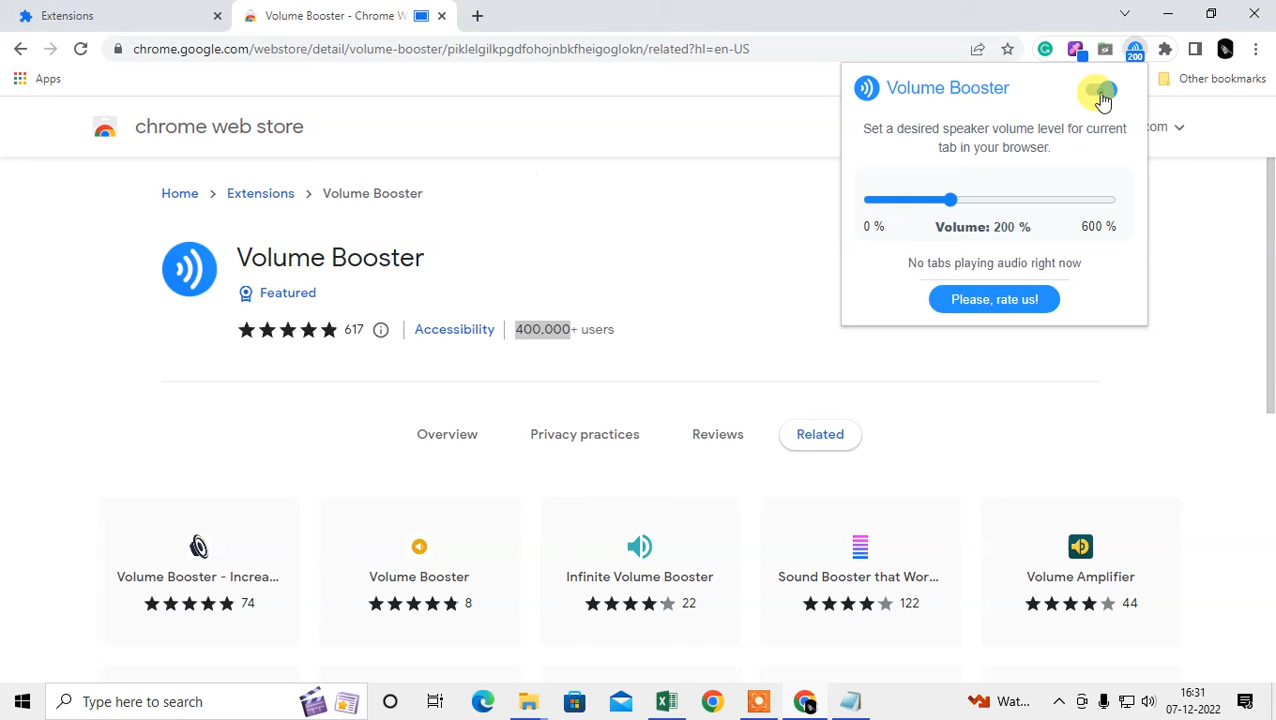 Extensions
Volume Booster - Chrome W
chrome.google.com/webstore/detail/volume-booster/piklelgilkpgdfohojnbkfheigoglokn/related?hl=en-US
200
Apps
Other bookmarks
chrome web store
com
Volume Booster
Set a desired speaker volume level for current
tab in your browser.
0 %
Volume: 200 %
600 %
No tabs playing audio right now
Please, rate us!
Home
Extensions
Volume Booster
Volume Booster
Featured
617
Accessibility
400,000+ users
Overview
Privacy practices
Reviews
Related
Volume Booster - Increa...
74
Volume Booster
8
Infinite Volume Booster
22
Sound Booster that Wor...
122
Volume Amplifier
44
Type here to search
Wat...
16:31
07-12-2022